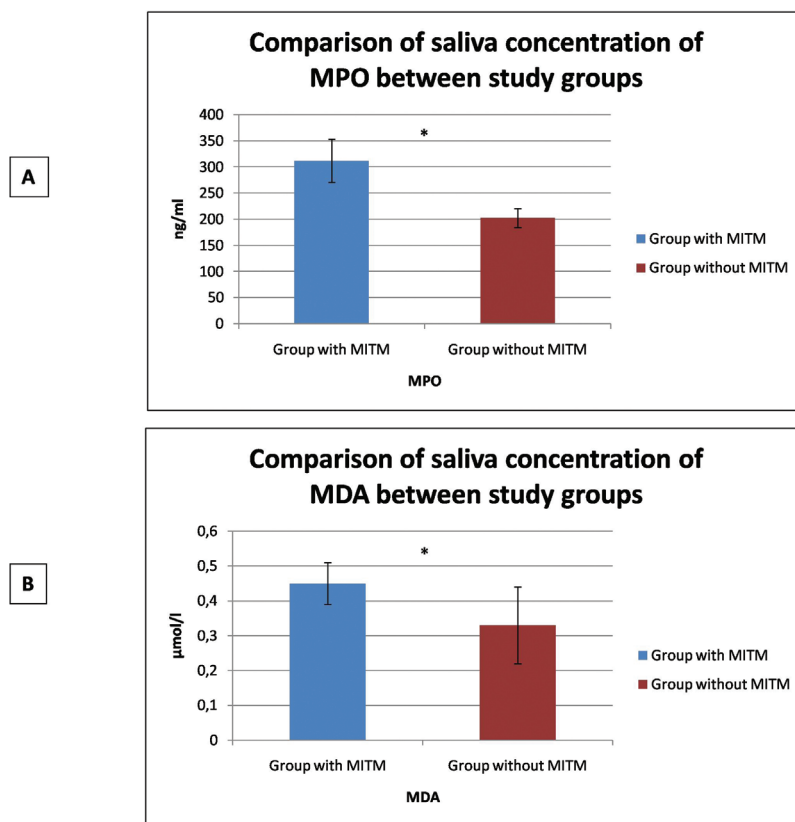 A
Comparison of saliva concentration of
MPO between study groups
400
350
300
250
200
150
100
50
0
ng/ml
*
Group with MITM
Group without MITM
MPO
Group with MITM
Group without MITM
B
Comparison of saliva concentration of
MDA between study groups
0,6
0,5
0,4
0,3
0,2
0,1
0
µmol/l
*
Group with MITM
Group without MITM
MDA
Group with MITM
Group without MITM